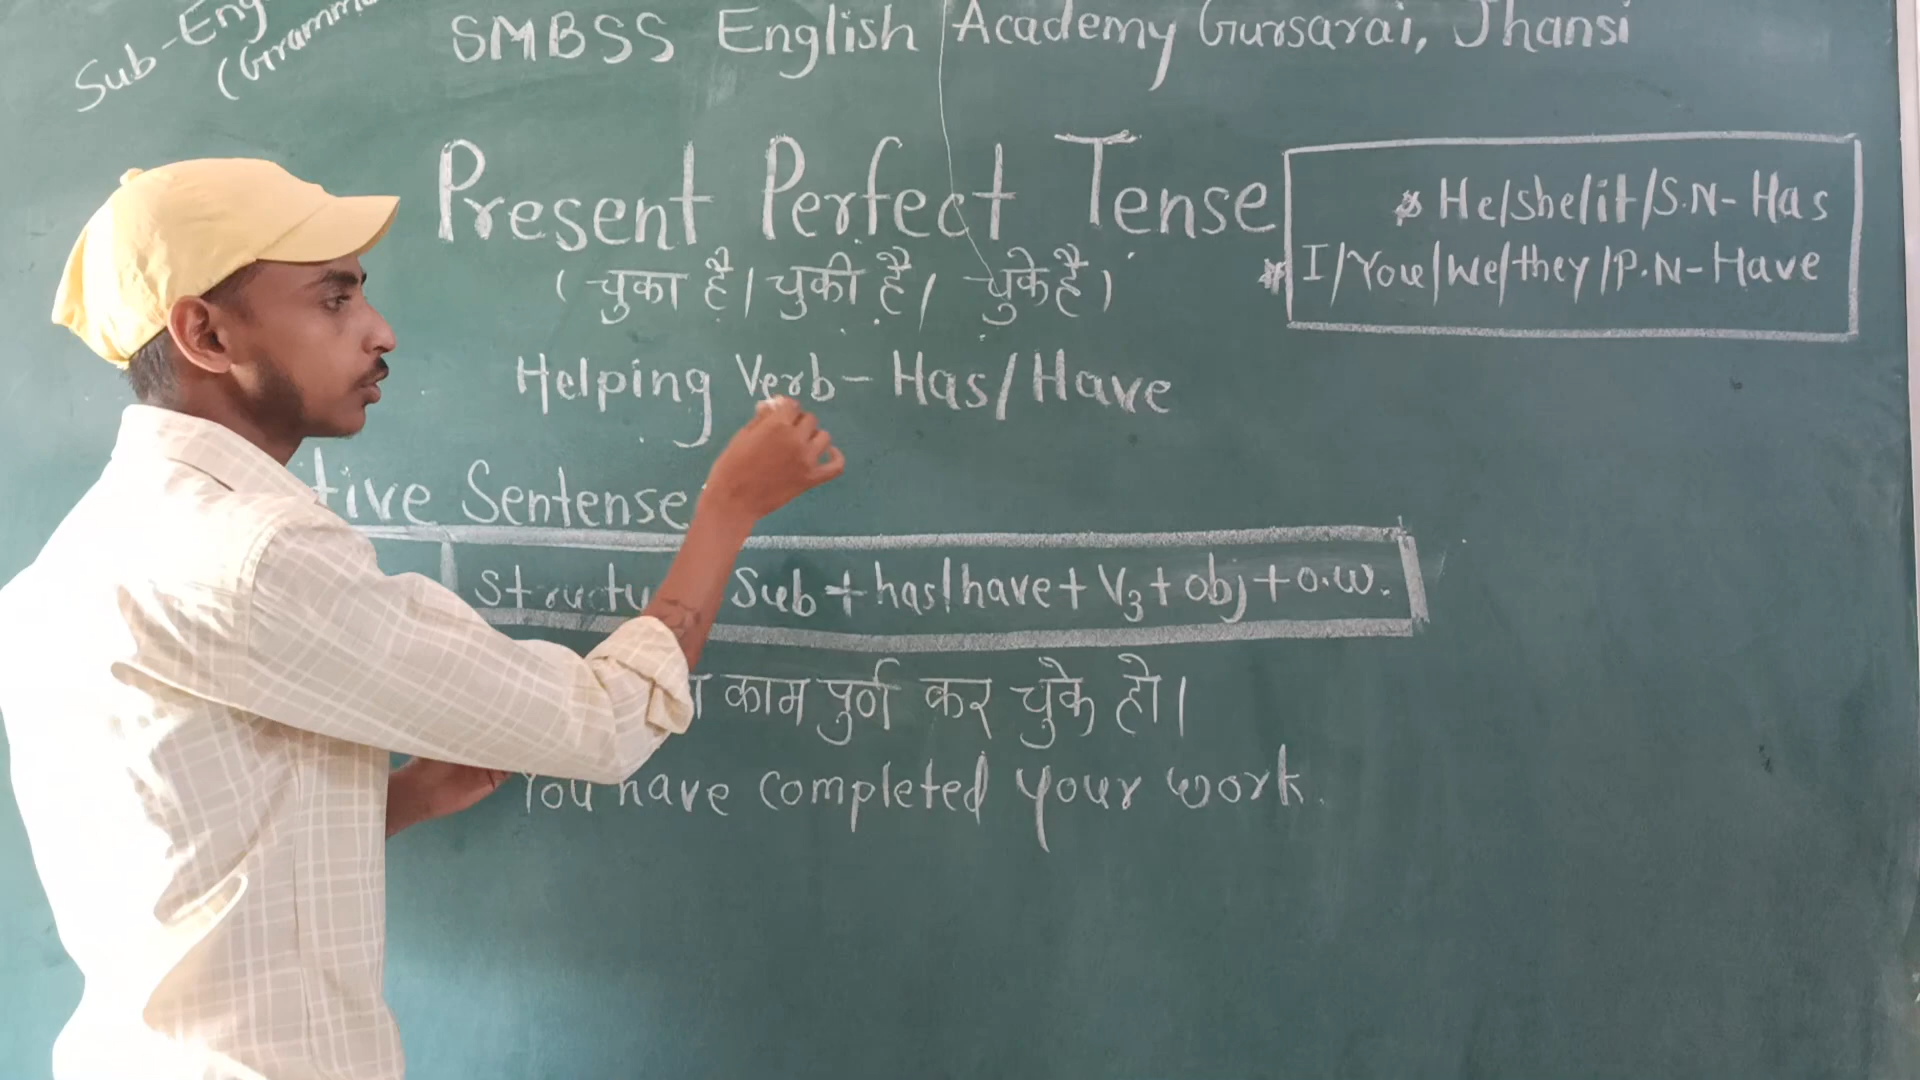 Sub-Eng
(Gramm
SMBSS English Academy Gursarai, Jhansi
Present Perfect Tense
(चुका है/चुकी है/ चुके है)
* He/She/it/S.N- Has
* I/You/We/they/P.N- Have
Helping Verb- Has/Have
tive Sentense
Structu Sub + has/have + V3 + obj + o.w.
काम पुर्ण कर चुके हो।
You have completed your work.